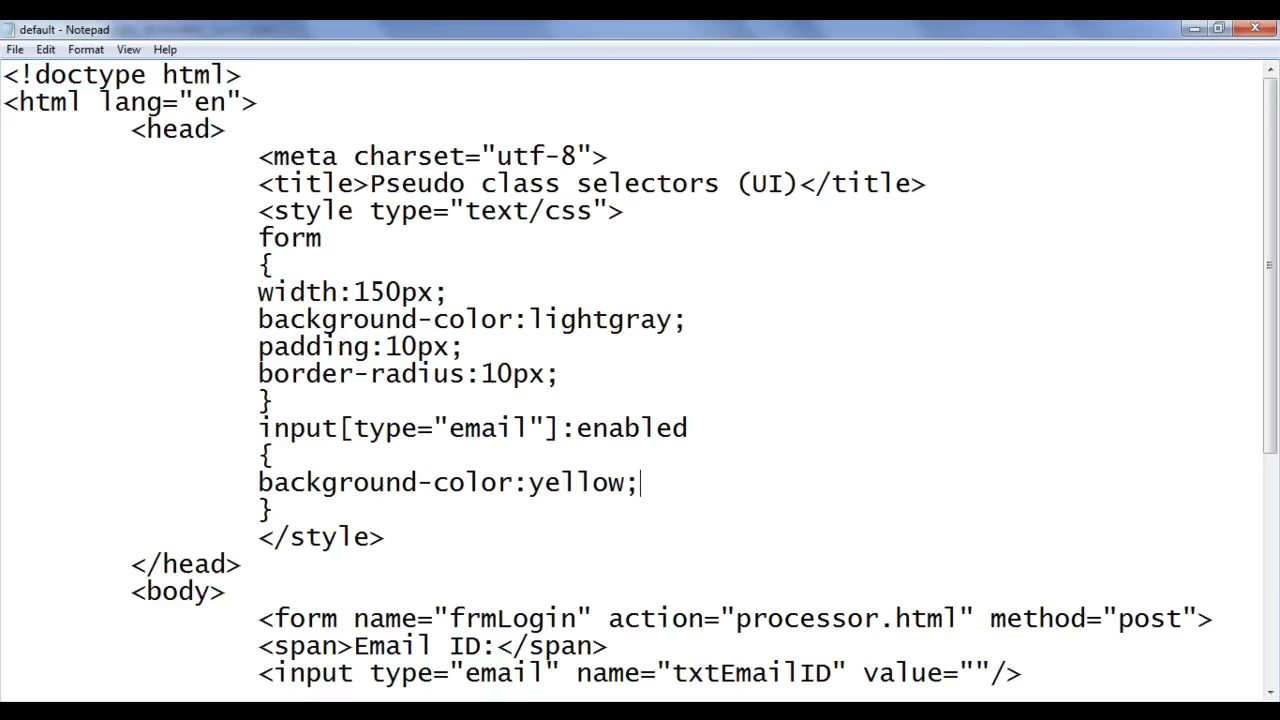 default - Notepad
File Edit Format View Help
<!doctype html>
<html lang="en">
<head>
<meta charset="utf-8">
<title>Pseudo class selectors (UI)</title>
<style type="text/css">
form
{
width:150px;
background-color:lightgray;
padding:10px;
border-radius:10px;
}
input[type="email"]:enabled
{
background-color:yellow;
}
</style>
</head>
<body>
<form name="frmLogin" action="processor.html" method="post">
<span>Email ID:</span>
<input type="email" name="txtEmailID" value=""/>